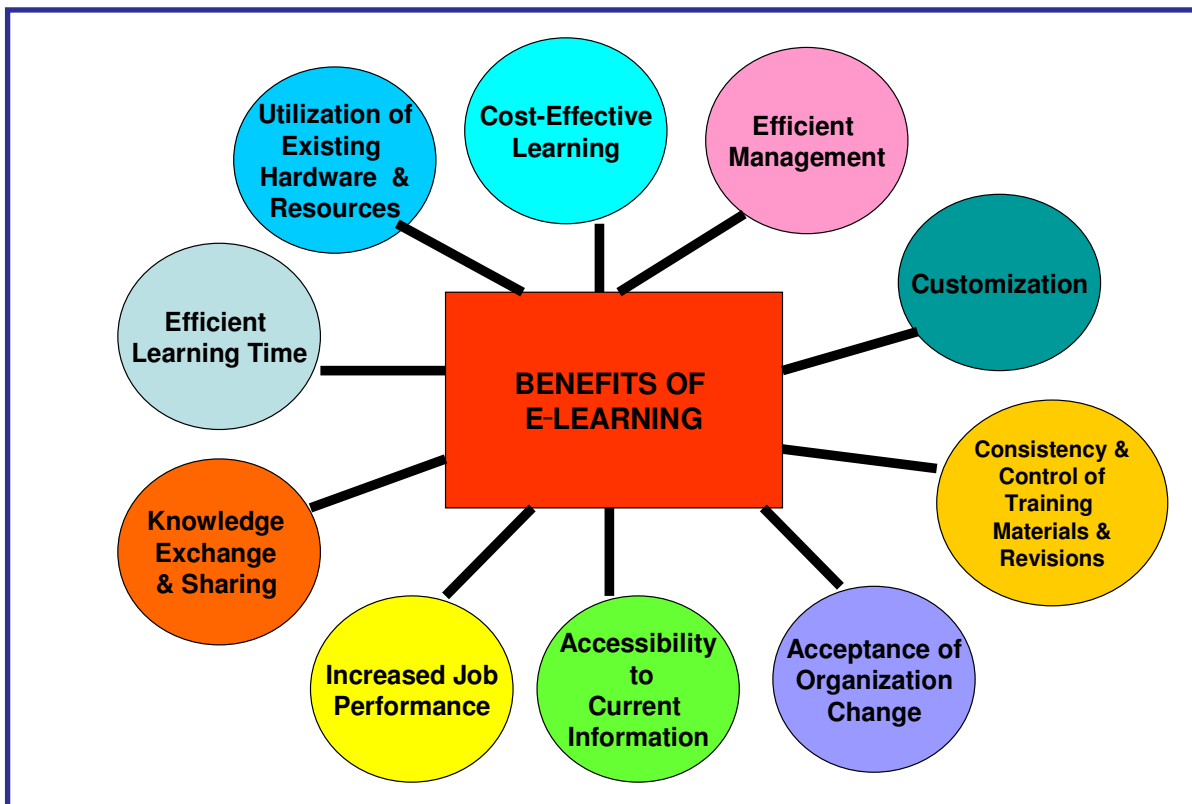 Utilization of
Existing
Hardware &
Resources
Cost-Effective
Learning
Efficient
Management
Customization
Efficient
Learning Time
BENEFITS OF
E-LEARNING
Consistency &
Control of
Training
Materials &
Revisions
Knowledge
Exchange
& Sharing
Increased Job
Performance
Accessibility
to
Current
Information
Acceptance of
Organization
Change